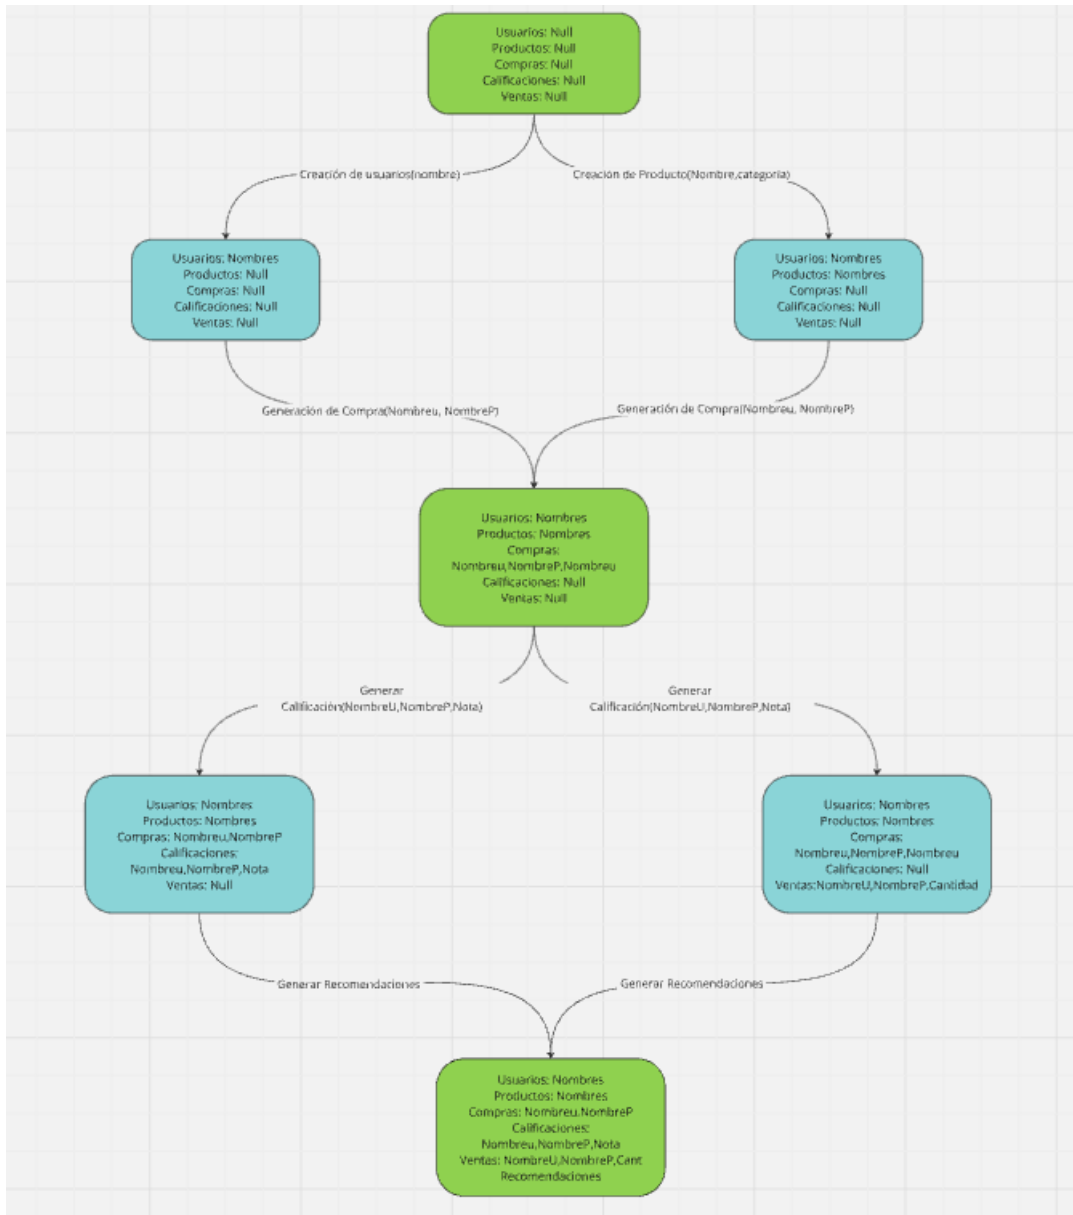 Usuarios: Null
Productos: Null
Compras: Null
Calificaciones: Null
Ventas: Null
Creación de usuarios(nombre)
Creación de Producto(Nombre,categoria)
Usuarios: Nombres
Productos: Null
Compras: Null
Calificaciones: Null
Ventas: Null
Usuarios: Nombres
Productos: Nombres
Compras: Null
Calificaciones: Null
Ventas: Null
Generación de Compra(Nombreu, NombreP)
Generación de Compra(Nombreu, NombreP)
Usuarios: Nombres
Productos: Nombres
Compras:
Nombreu,NombreP,Nombreu
Calificaciones: Null
Ventas: Null
Generar
Calificación(NombreU,NombreP,Nota)
Generar
Calificación(NombreU,NombreP,Nota)
Usuarios: Nombres
Productos: Nombres
Compras: Nombreu,NombreP
Calificaciones:
Nombreu,NombreP,Nota
Ventas: Null
Usuarios: Nombres
Productos: Nombres
Compras:
Nombreu,NombreP,Nombreu
Calificaciones: Null
Ventas:NombreU,NombreP,Cantidad
Generar Recomendaciones
Generar Recomendaciones
Usuarios: Nombres
Productos: Nombres
Compras: Nombreu,NombreP
Calificaciones:
Nombreu,NombreP,Nota
Ventas: NombreU,NombreP,Cant
Recomendaciones